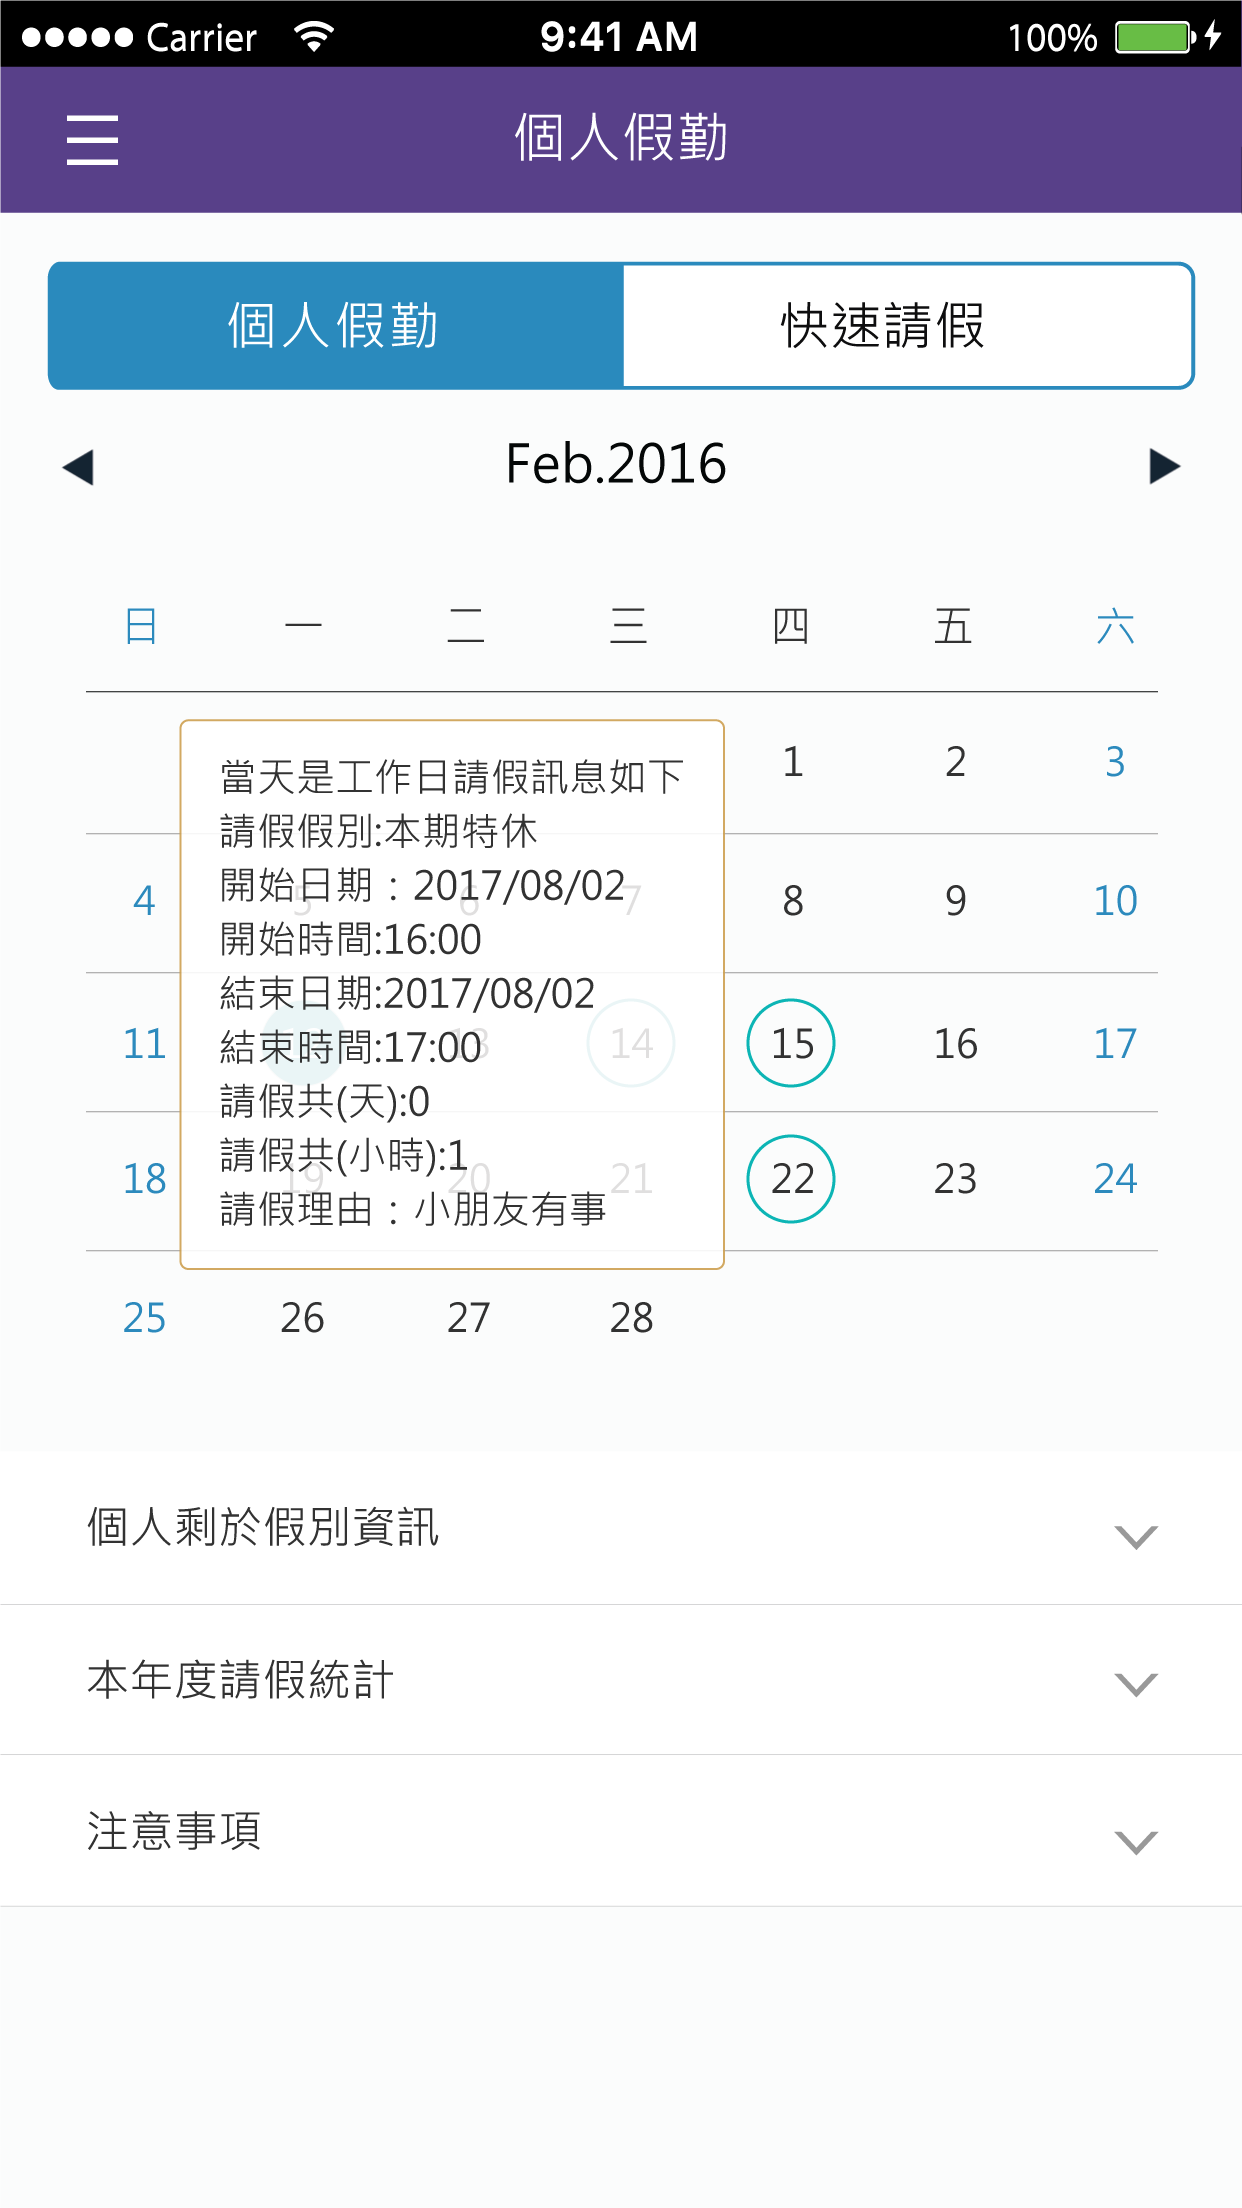 Carrier 9:41 AM 100%
個人假勤
個人假勤 快速請假
Feb.2016
日 一 二 三 四 五 六
1 2 3
當天是工作日請假訊息如下
請假假別:本期特休
開始日期：2017/08/02
開始時間:16:00
結束日期:2017/08/02
結束時間:17:00
請假共(天):0
請假共(小時):1
請假理由：小朋友有事
4 5 6 7 8 9 10
11 13 14 15 16 17
18 19 20 21 22 23 24
25 26 27 28
個人剩於假別資訊
本年度請假統計
注意事項